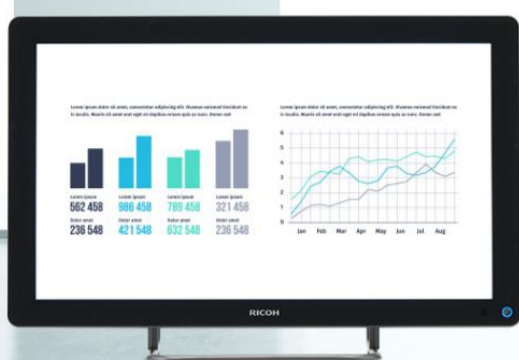 Lorem ipsum dolor sit amet, consectetur adipiscing elit. Vivamus euismod tincidunt ex
in iaculis. Mauris sit amet erat eget mi dapibus ornare quis ac nunc. Donec sed
Lorem ipsum
562 458
Dolor amet
236 548
Lorem ipsum
986 458
Dolor amet
421 548
Lorem ipsum
789 458
Dolor amet
632 548
Lorem ipsum
321 458
Dolor amet
236 548
Lorem ipsum dolor sit amet, consectetur adipiscing elit. Vivamus euismod tincidunt ex
in iaculis. Mauris sit amet erat eget mi dapibus ornare quis ac nunc. Donec sed
6
5
4
3
2
1
0
Jan Feb Mar Apr May Jun Jul Aug
RICOH